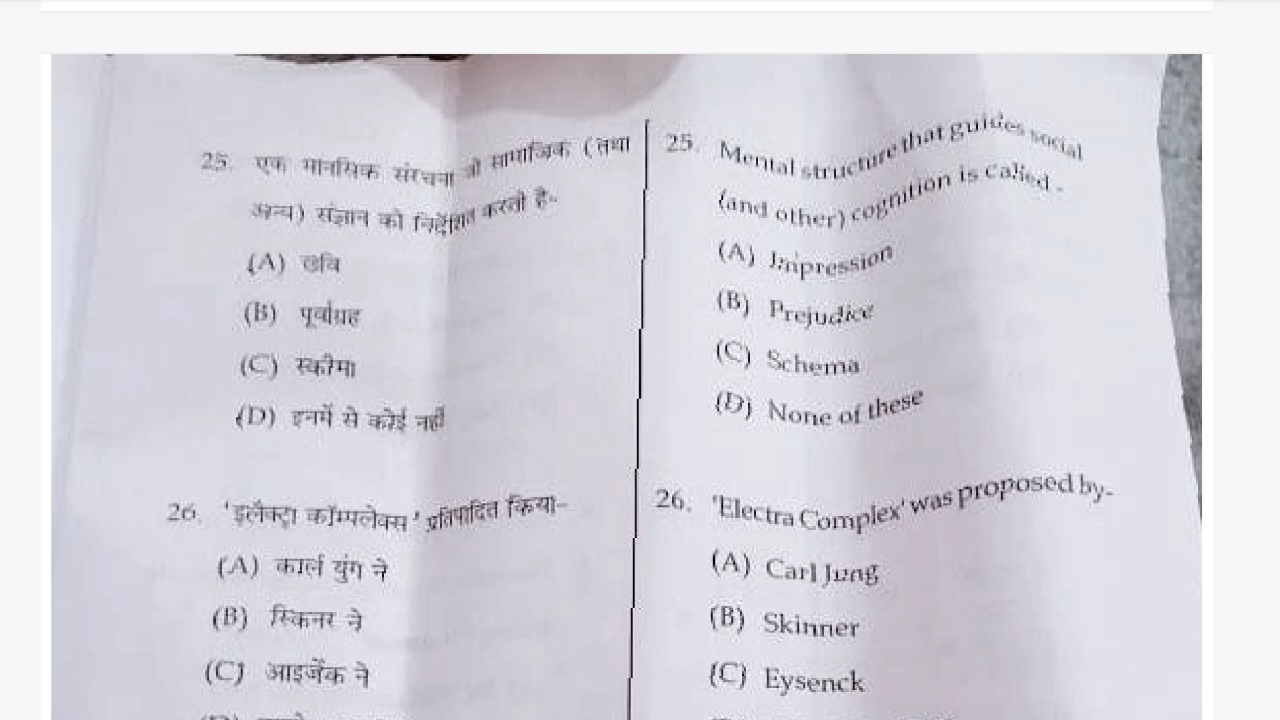 25. एक मानसिक संरचना जो सामाजिक (तथा
अन्य) संज्ञान को निर्देशित करती है-
(A) छवि
(B) पूर्वाग्रह
(C) स्कीमा
(D) इनमें से कोई नहीं
26. 'इलैक्ट्रा कॉम्पलेक्स' प्रतिपादित किया-
(A) कार्ल युंग ने
(B) स्किनर ने
(C) आइजेंक ने
25. Mental structure that guides social
(and other) cognition is called -
(A) Impression
(B) Prejudice
(C) Schema
(D) None of these
26. 'Electra Complex' was proposed by-
(A) Carl Jung
(B) Skinner
(C) Eysenck